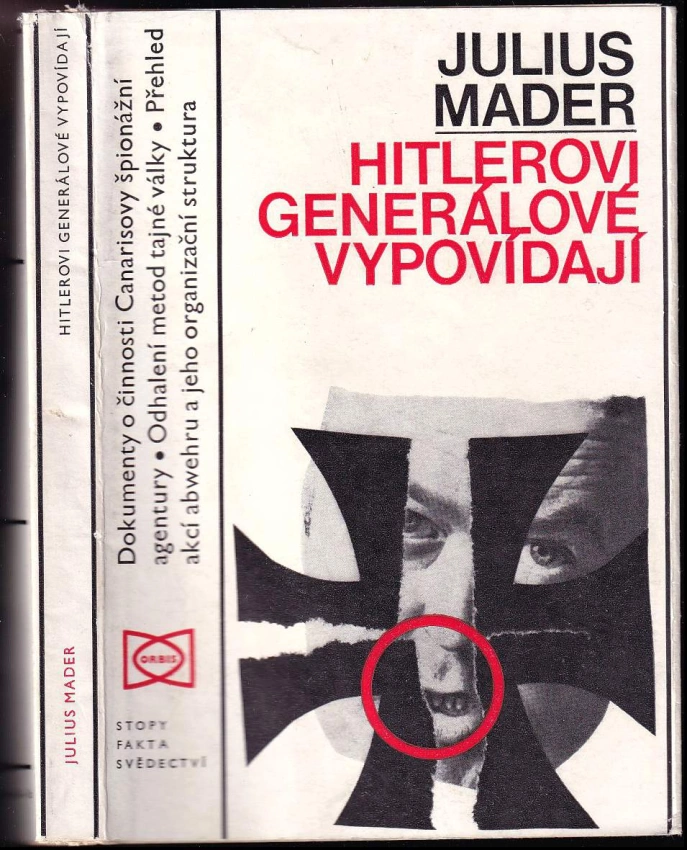 JULIUS
MADER
HITLEROVI
GENERÁLOVÉ
VYPOVÍDAJÍ
Dokumenty o činnosti Canarisovy špionážní
agentury • Odhalení metod tajné války • Přehled
akcí abwehru a jeho organizační struktura
ORBIS
STOPY
FAKTA
SVĚDECTVÍ
JULIUS MADER
HITLEROVI GENERÁLOVÉ VYPOVÍDAJÍ